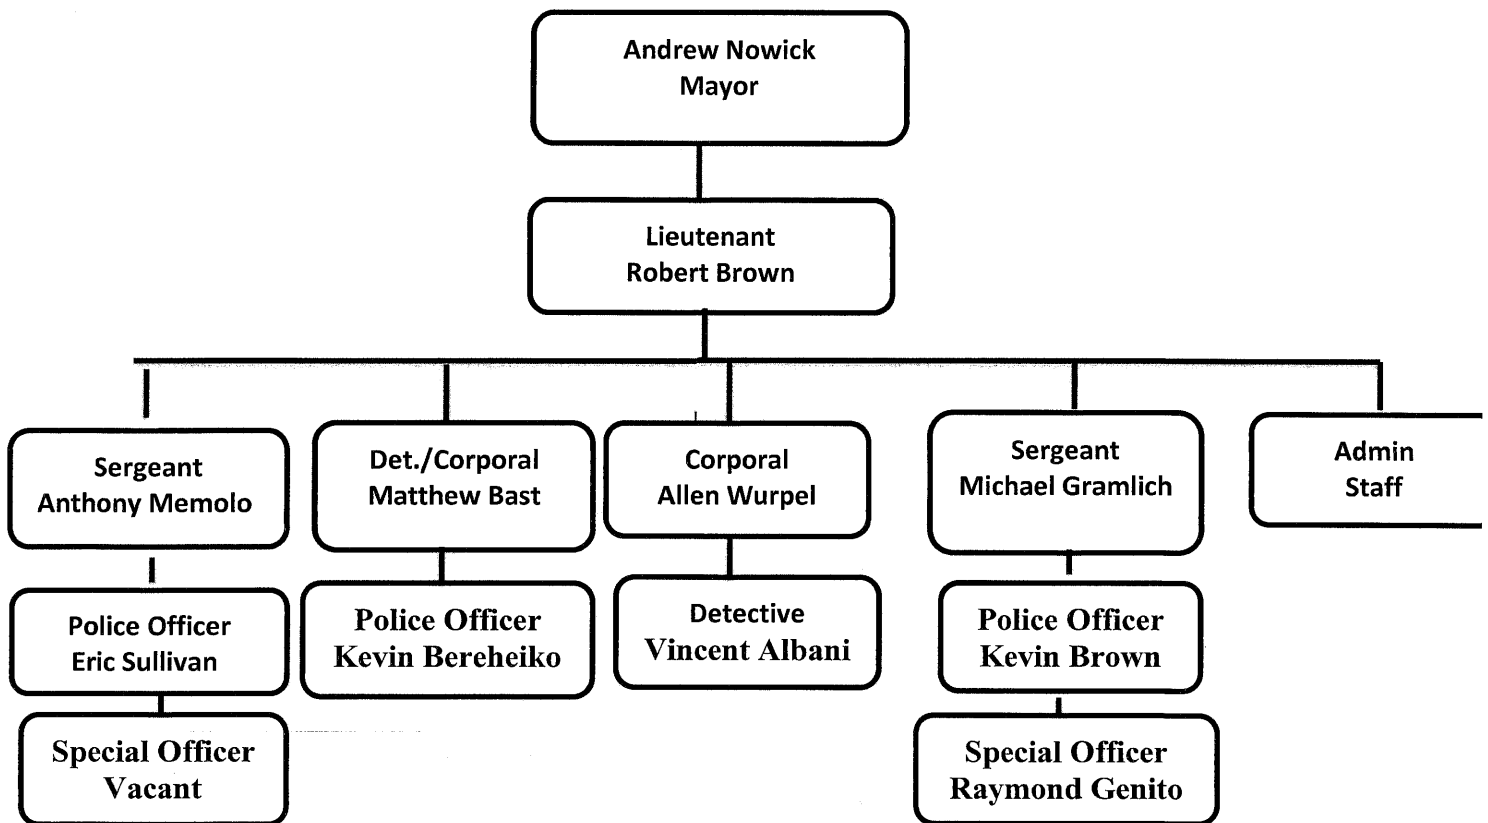 Andrew Nowick
Mayor
Lieutenant
Robert Brown
Sergeant
Anthony Memolo
Det./Corporal
Matthew Bast
Corporal
Allen Wurpel
Sergeant
Michael Gramlich
Admin
Staff
Police Officer
Eric Sullivan
Police Officer
Kevin Bereheiko
Detective
Vincent Albani
Police Officer
Kevin Brown
Special Officer
Vacant
Special Officer
Raymond Genito